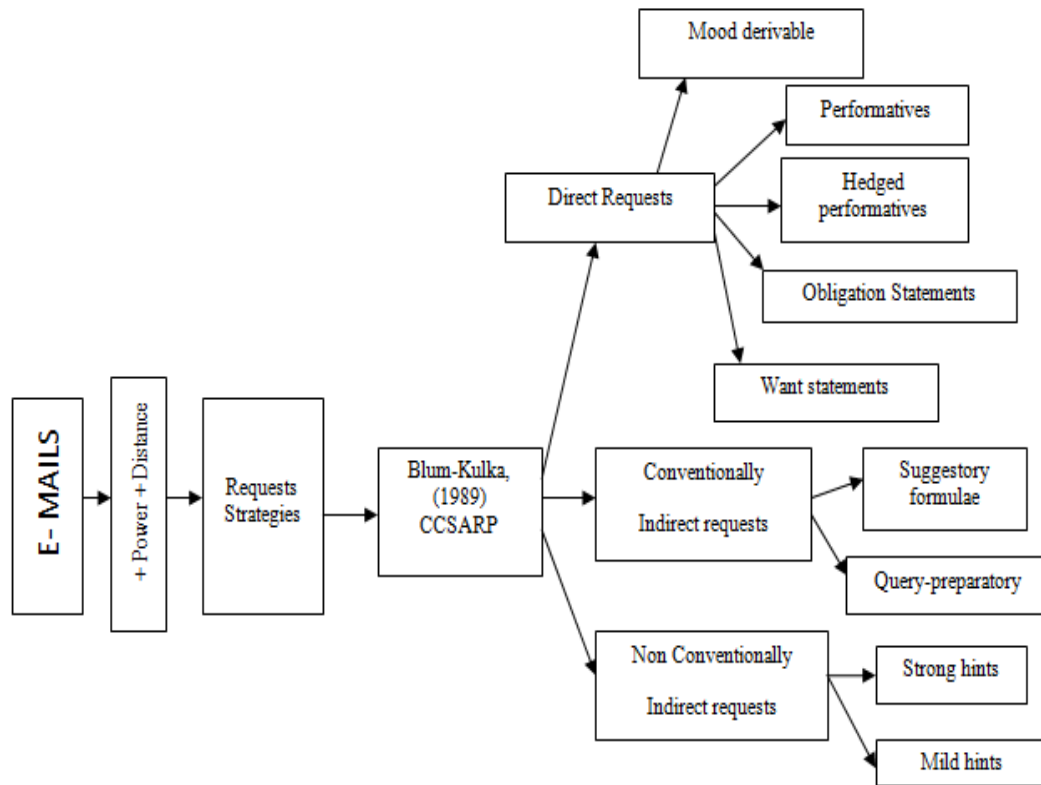 E- MAILS
+ Power + Distance
Requests
Strategies
Blum-Kulka,
(1989)
CCSARP
Direct Requests
Mood derivable
Performatives
Hedged
performatives
Obligation Statements
Want statements
Conventionally
Indirect requests
Suggestory
formulae
Query-preparatory
Non Conventionally
Indirect requests
Strong hints
Mild hints